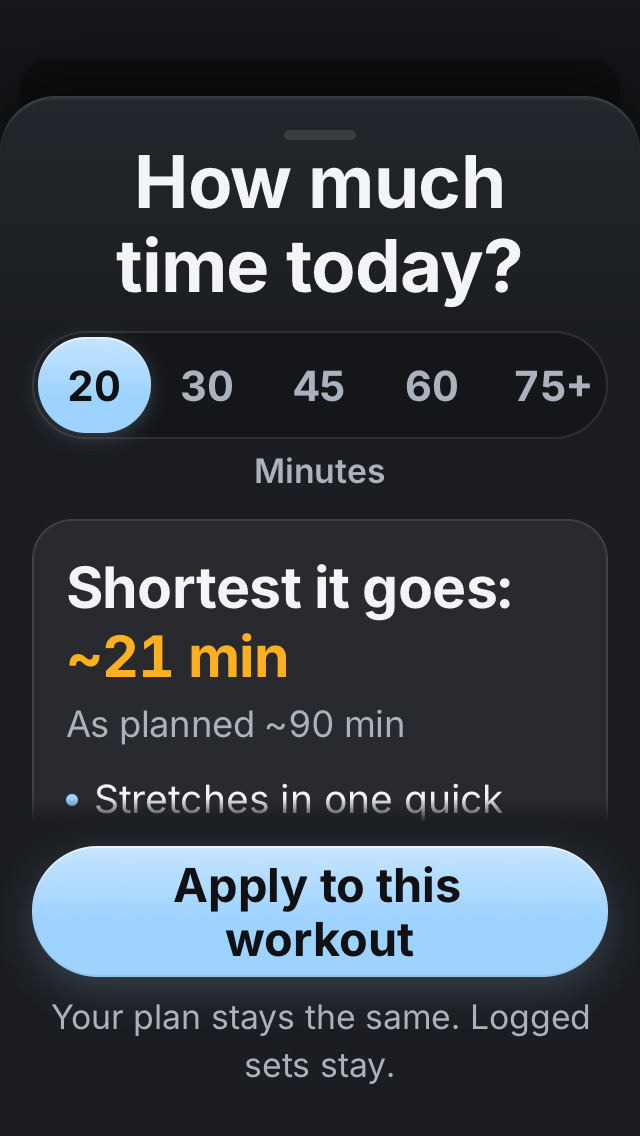 How much
time today?
20 30 45 60 75+
Minutes
Shortest it goes:
~21 min
As planned ~90 min
• Stretches in one quick
Apply to this
workout
Your plan stays the same. Logged
sets stay.